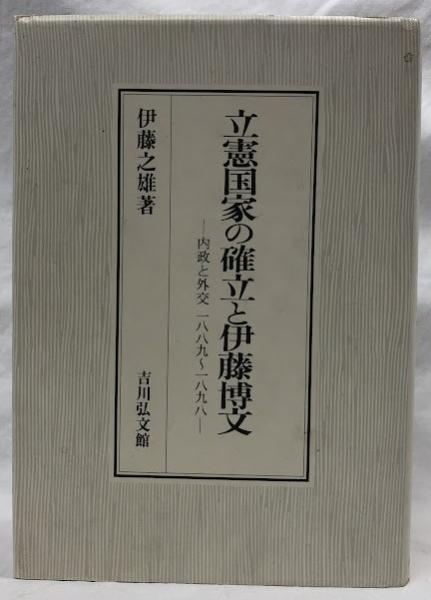 立憲国家の確立と伊藤博文
―内政と外交 一八八九～一八九八―
伊藤之雄著
吉川弘文館